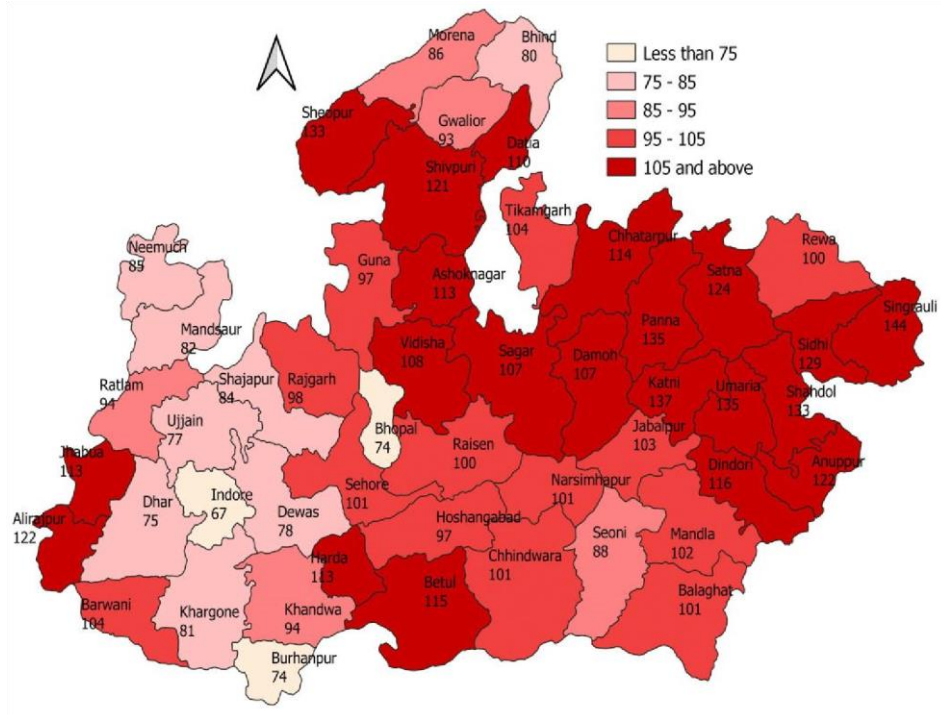 Morena
86
Bhind
80
Less than 75
75 - 85
85 - 95
95 - 105
105 and above
Sheopur
133
Gwalior
93
Datia
110
Shivpuri
121
Tikamgarh
104
Chhatarpur
114
Rewa
100
Neemuch
85
Guna
97
Ashoknagar
113
Satna
124
Singrauli
144
Mandsaur
82
Vidisha
108
Sagar
107
Damoh
107
Panna
135
Sidhi
129
Ratlam
94
Shajapur
84
Rajgarh
98
Katni
137
Umaria
135
Shahdol
133
Ujjain
77
Bhopal
74
Raisen
100
Jabalpur
103
Jhabua
113
Dindori
116
Anuppur
122
Dhar
75
Indore
67
Dewas
78
Sehore
101
Narsimhapur
101
Alirajpur
122
Hoshangabad
97
Seoni
88
Mandla
102
Harda
113
Betul
115
Chhindwara
101
Balaghat
101
Barwani
104
Khargone
81
Khandwa
94
Burhanpur
74